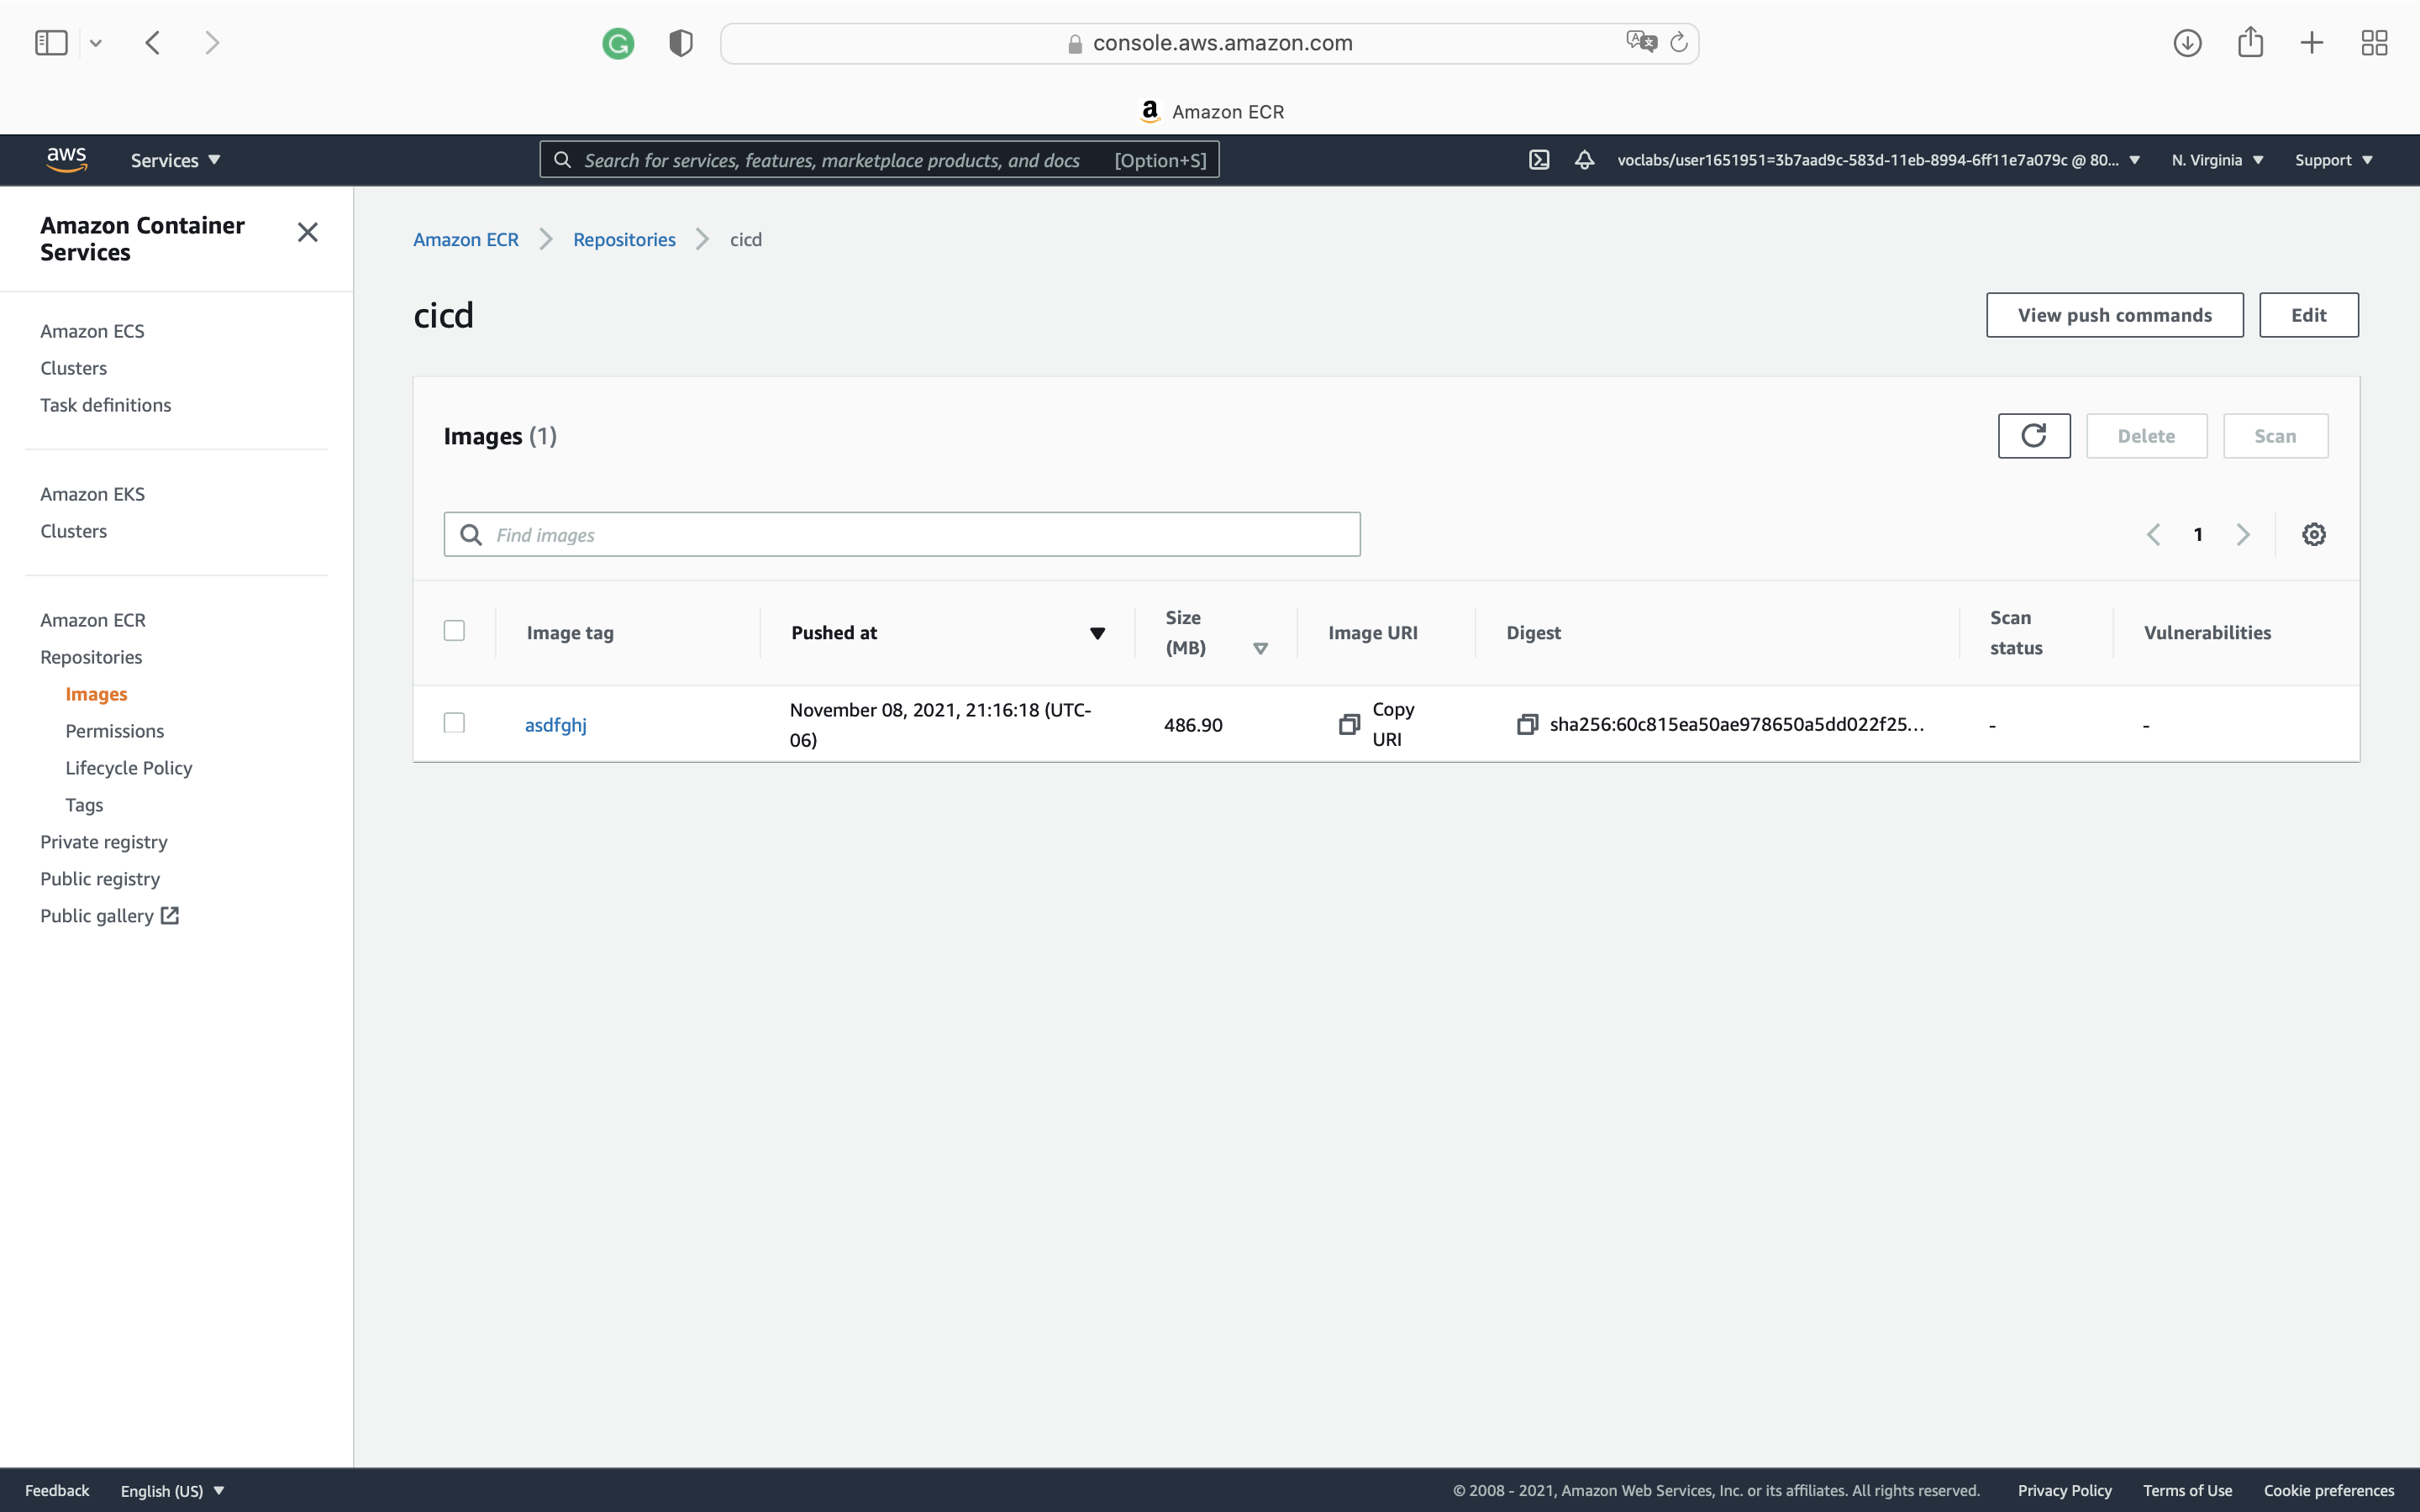 console.aws.amazon.com
Amazon ECR
aws
Services
Search for services, features, marketplace products, and docs [Option+S]
voclabs/user1651951=3b7aad9c-583d-11eb-8994-6ff11e7a079c @ 80...
N. Virginia
Support
Amazon Container
Services
Amazon ECS
Clusters
Task definitions
Amazon EKS
Clusters
Amazon ECR
Repositories
Images
Permissions
Lifecycle Policy
Tags
Private registry
Public registry
Public gallery
Amazon ECR > Repositories > cicd
cicd
View push commands
Edit
Images (1)
Delete
Scan
Find images
1
Image tag
Pushed at
Size
(MB)
Image URI
Digest
Scan
status
Vulnerabilities
asdfghj
November 08, 2021, 21:16:18 (UTC-
06)
486.90
Copy
URI
sha256:60c815ea50ae978650a5dd022f25...
-
-
Feedback
English (US)
© 2008 - 2021, Amazon Web Services, Inc. or its affiliates. All rights reserved.
Privacy Policy
Terms of Use
Cookie preferences